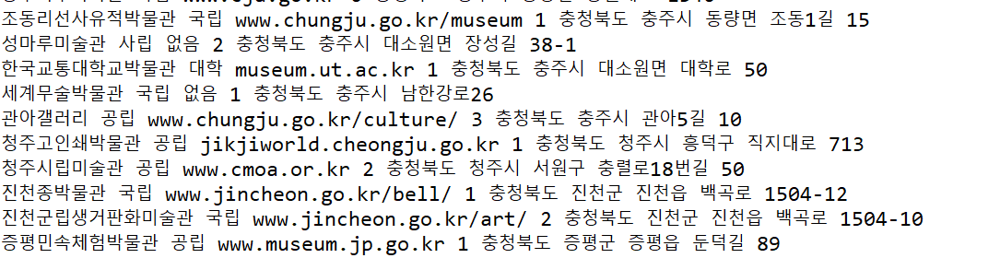 조동리선사유적박물관 국립 www.chungju.go.kr/museum 1 충청북도 충주시 동량면 조동1길 15
성마루미술관 사립 없음 2 충청북도 충주시 대소원면 장성길 38-1
한국교통대학교박물관 대학 museum.ut.ac.kr 1 충청북도 충주시 대소원면 대학로 50
세계무술박물관 국립 없음 1 충청북도 충주시 남한강로26
관아갤러리 공립 www.chungju.go.kr/culture/ 3 충청북도 충주시 관아5길 10
청주고인쇄박물관 공립 jikjiworld.cheongju.go.kr 1 충청북도 청주시 흥덕구 직지대로 713
청주시립미술관 공립 www.cmoa.or.kr 2 충청북도 청주시 서원구 충렬로18번길 50
진천종박물관 국립 www.jincheon.go.kr/bell/ 1 충청북도 진천군 진천읍 백곡로 1504-12
진천군립생거판화미술관 국립 www.jincheon.go.kr/art/ 2 충청북도 진천군 진천읍 백곡로 1504-10
증평민속체험박물관 공립 www.museum.jp.go.kr 1 충청북도 증평군 증평읍 둔덕길 89